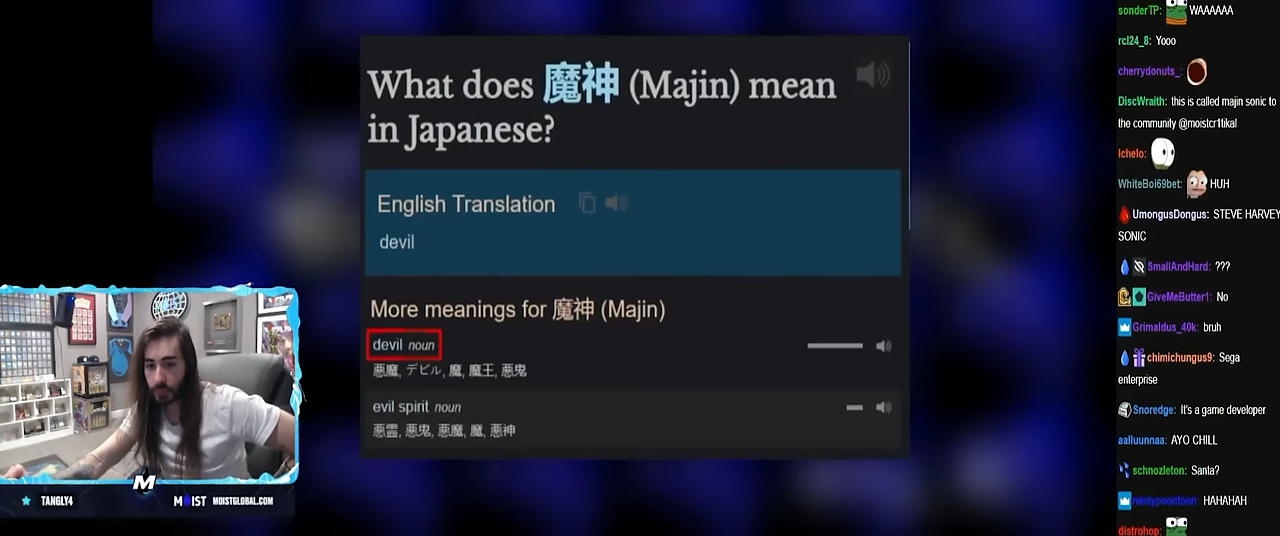 What does 魔神 (Majin) mean
in Japanese?
English Translation
devil
More meanings for 魔神 (Majin)
devil noun
悪魔, デビル, 魔, 魔王, 悪鬼
evil spirit noun
悪霊, 悪鬼, 悪魔, 魔, 悪神
TANGLY4
M
MOIST
MOISTGLOBAL.COM
sonderTP: WAAAAAA
rcl24_8: Yooo
cherrydonuts_:
DiscWraith: this is called majin sonic to
the community @moistcr1tikal
Ichelo:
WhiteBoi69bet: HUH
UmongusDongus: STEVE HARVEY
SONIC
SmallAndHard: ???
GiveMeButter1: No
Grimaldus_40k: bruh
chimichungus9: Sega
enterprise
Snoredge: It's a game developer
aalluunnaa: AYO CHILL
schnozleton: Santa?
nastypoontoon: HAHAHAH
distrohop: